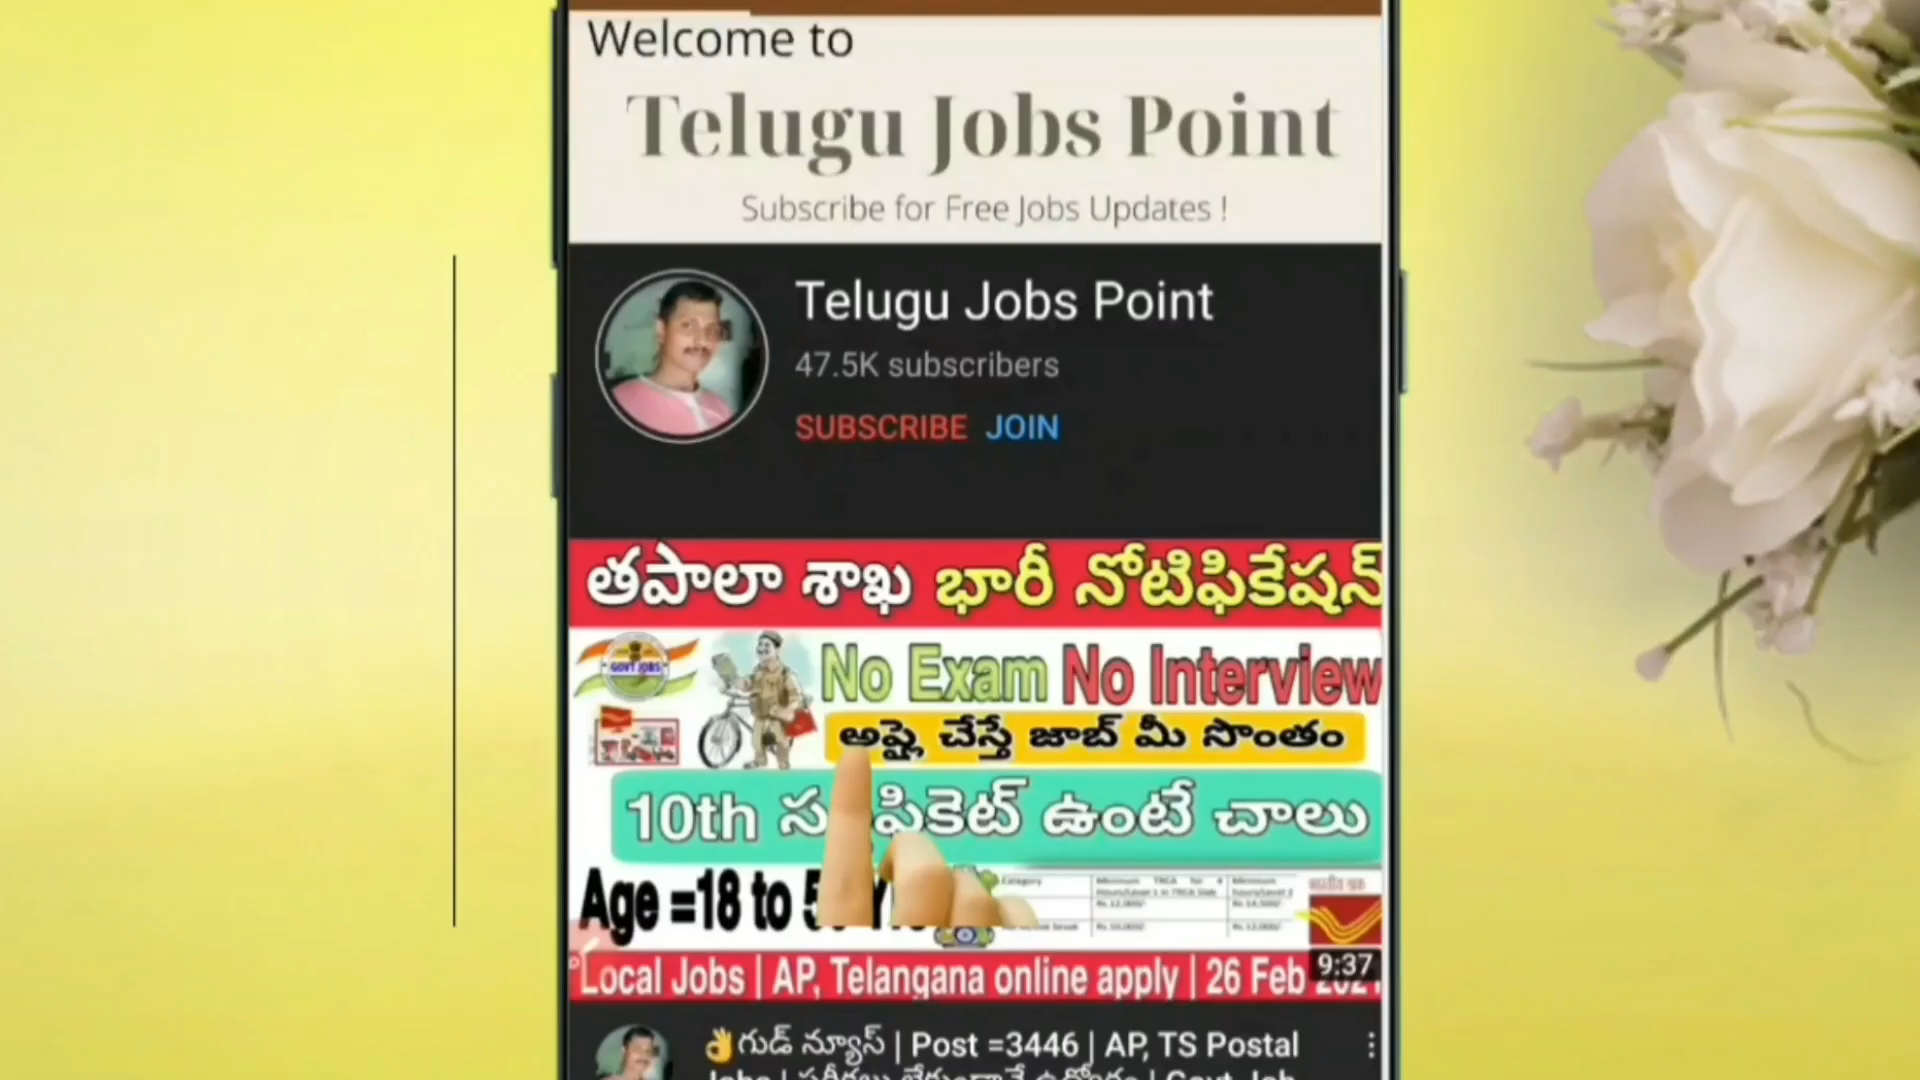 Welcome to
Telugu Jobs Point
Subscribe for Free Jobs Updates !
Telugu Jobs Point
47.5K subscribers
SUBSCRIBE JOIN
తపాలా శాఖ భారీ నోటిఫికేషన్
GOVT JOBS
No Exam No Interview
అప్లై చేస్తే జాబ్ మీ సొంతం
10th ఉంటే చాలు
Age =18 to
Local Jobs | AP, Telangana online apply | 26 Feb
9:37
👌గుడ్ న్యూస్ | Post =3446 | AP, TS Postal